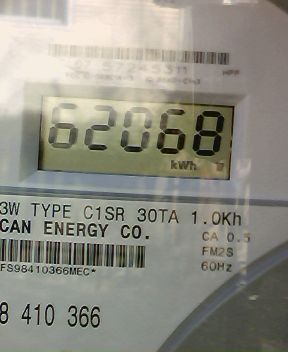 62068
kWh
3W TYPE C1SR 30TA 1.0Kh
CAN ENERGY CO.
CA 0.5
FM2S
60Hz
FS98410366MEC*
8 410 366